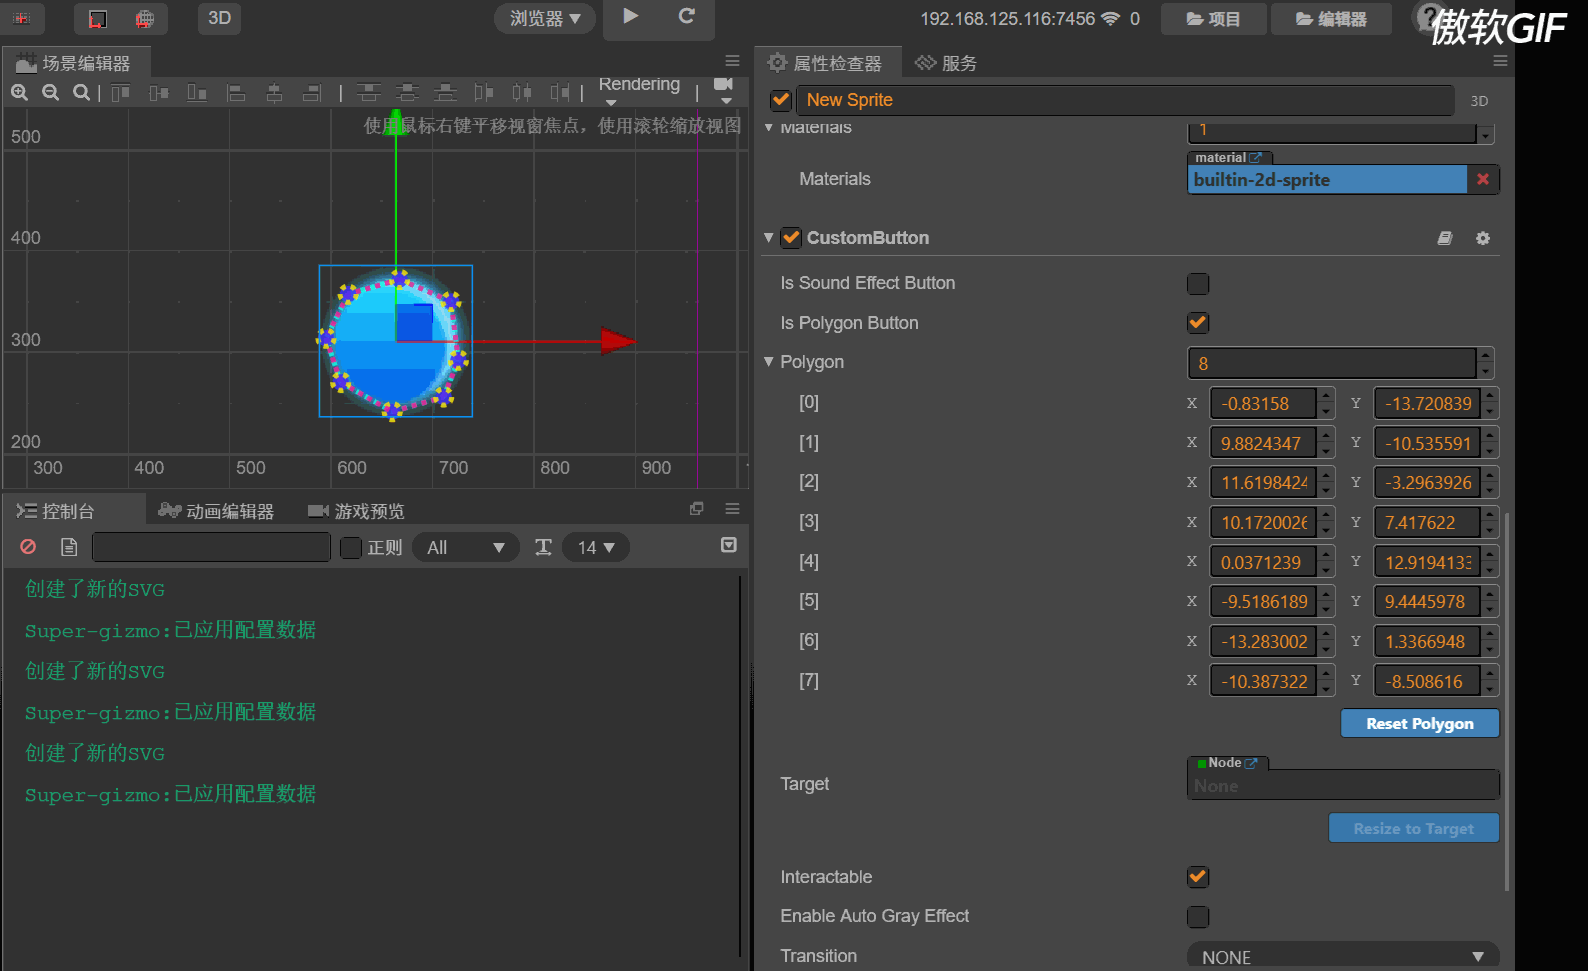 3D
浏览器
192.168.125.116:7456
0
项目
编辑器
傲软GIF
场景编辑器
Rendering
使用鼠标右键平移视窗焦点，使用滚轮缩放视图
500
400
300
200
300 400 500 600 700 800 900
控制台
动画编辑器
游戏预览
正则
All
14
创建了新的SVG
Super-gizmo:已应用配置数据
创建了新的SVG
Super-gizmo:已应用配置数据
创建了新的SVG
Super-gizmo:已应用配置数据
属性检查器
服务
New Sprite
3D
Materials
1
material
Materials
builtin-2d-sprite
CustomButton
Is Sound Effect Button
Is Polygon Button
Polygon
8
[0] X -0.83158 Y -13.720839
[1] X 9.8824347 Y -10.535591
[2] X 11.6198424 Y -3.2963926
[3] X 10.1720026 Y 7.417622
[4] X 0.0371239 Y 12.9194133
[5] X -9.5186189 Y 9.4445978
[6] X -13.283002 Y 1.3366948
[7] X -10.387322 Y -8.508616
Reset Polygon
Node
Target
None
Resize to Target
Interactable
Enable Auto Gray Effect
Transition
NONE